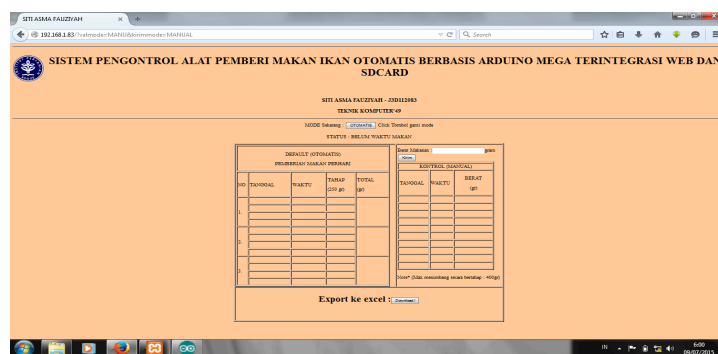 SITI ASMA FAUZIYAH
192.168.1.83/?valmode=MANU&kirimmode=MANUAL
Search
SISTEM PENGONTROL ALAT PEMBERI MAKAN IKAN OTOMATIS BERBASIS ARDUINO MEGA TERINTEGRASI WEB DAN
SDCARD
SITI ASMA FAUZIYAH - J3D112083
TEKNIK KOMPUTER'49
MODE Sekarang : OTOMATIS Click Tombol ganti mode
STATUS : BELUM WAKTU MAKAN
DEFAULT (OTOMATIS)
PEMBERIAN MAKAN PERHARI
NO TANGGAL WAKTU TAHAP (250 gr) TOTAL (gr)
1.
2.
3.
Berat Makanan : gram
Kirim
KONTROL (MANUAL)
TANGGAL WAKTU BERAT (gr)
Note* (Max menimbang secara bertahap : 400gr)
Export ke excel : Download!!
IN
6:00
09/07/2015